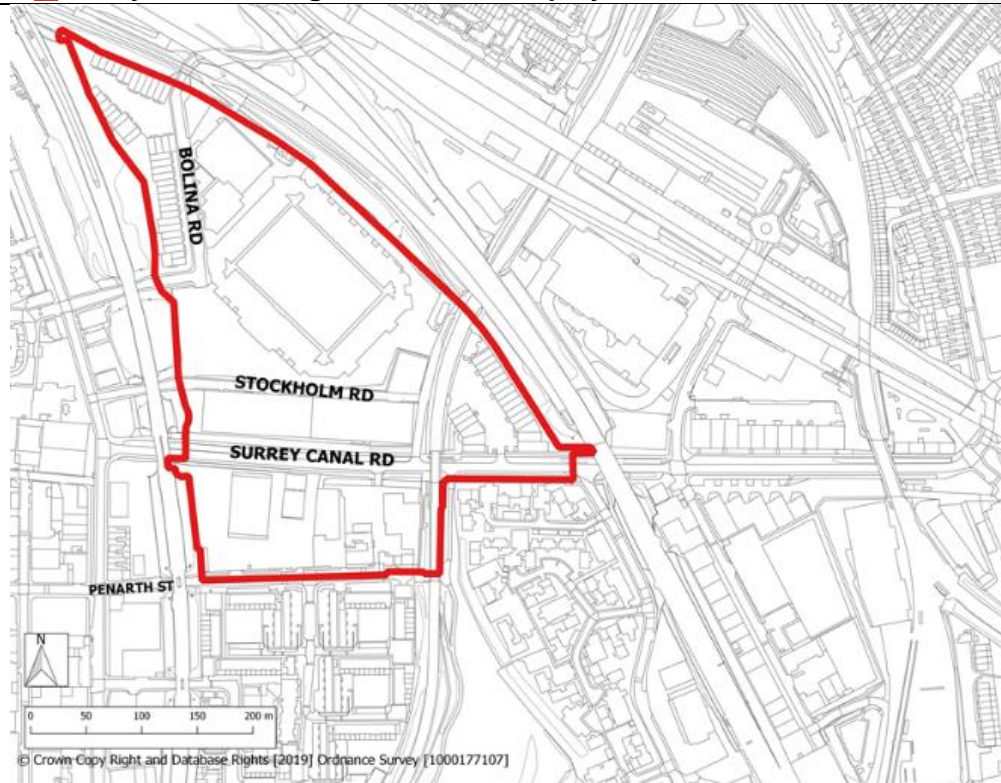 BOLINA RD
STOCKHOLM RD
SURREY CANAL RD
PENARTH ST
N
0 50 100 150 200 m
© Crown Copy Right and Database Rights [2019] Ordnance Survey [1000177107]